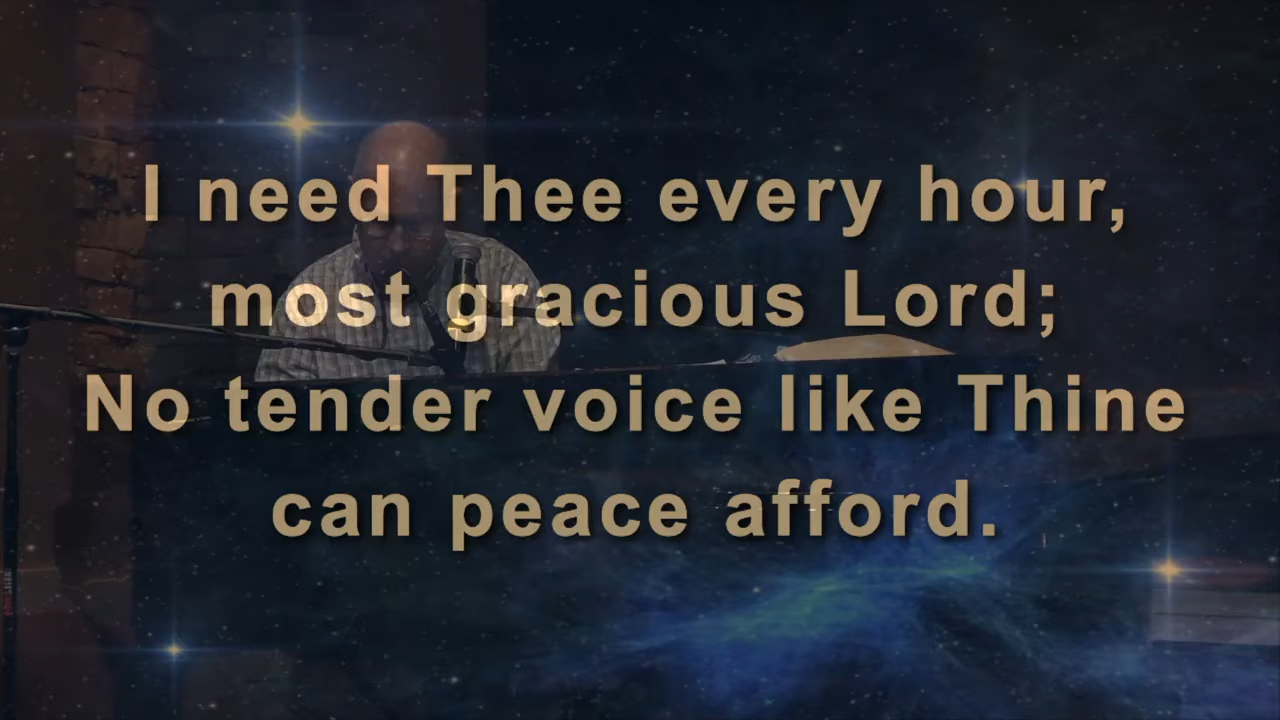 I need Thee every hour,
most gracious Lord;
No tender voice like Thine
can peace afford.